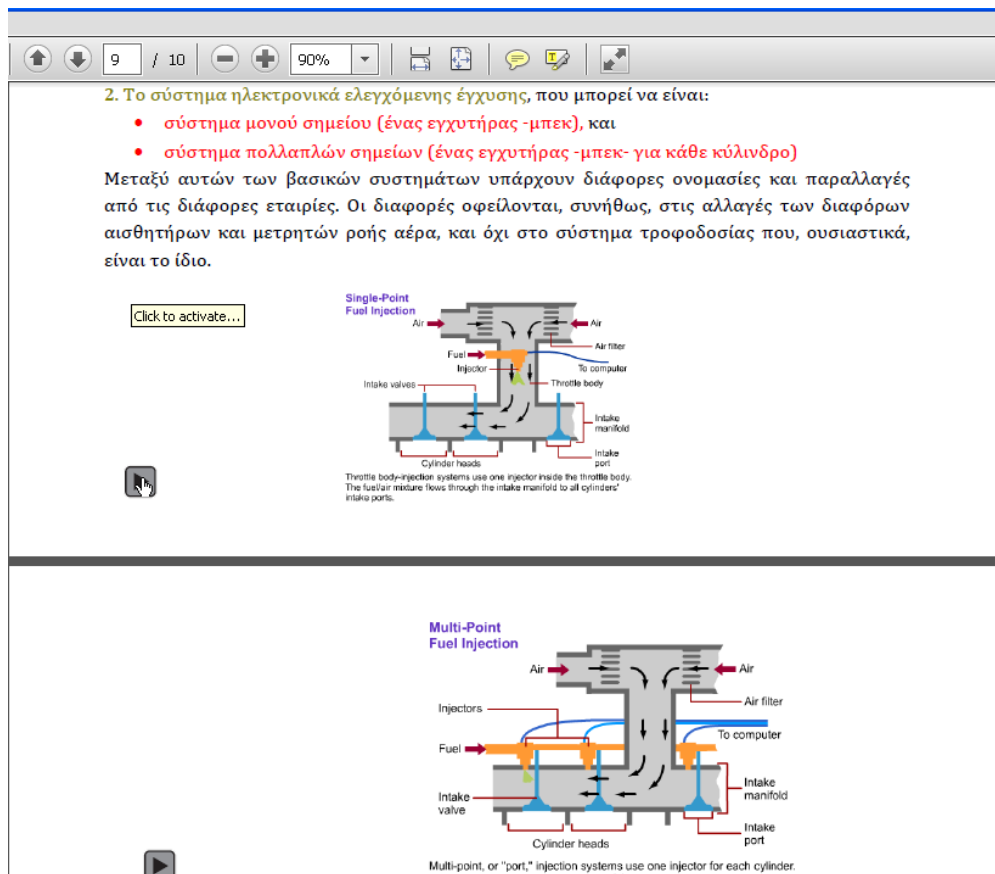 9 / 10 90%
2. Το σύστημα ηλεκτρονικά ελεγχόμενης έγχυσης, που μπορεί να είναι:
• σύστημα μονού σημείου (ένας εγχυτήρας -μπεκ), και
• σύστημα πολλαπλών σημείων (ένας εγχυτήρας -μπεκ- για κάθε κύλινδρο)
Μεταξύ αυτών των βασικών συστημάτων υπάρχουν διάφορες ονομασίες και παραλλαγές
από τις διάφορες εταιρίες. Οι διαφορές οφείλονται, συνήθως, στις αλλαγές των διαφόρων
αισθητήρων και μετρητών ροής αέρα, και όχι στο σύστημα τροφοδοσίας που, ουσιαστικά,
είναι το ίδιο.
Click to activate...
Single-Point
Fuel Injection
Air
Air
Air filter
Fuel
Injector
To computer
Throttle body
Intake valves
Intake
manifold
Intake
port
Cylinder heads
Throttle body-injection systems use one injector inside the throttle body.
The fuel/air mixture flows through the intake manifold to all cylinders'
intake ports.
Multi-Point
Fuel Injection
Air
Air
Air filter
Injectors
To computer
Fuel
Intake
valve
Intake
manifold
Intake
port
Cylinder heads
Multi-point, or "port," injection systems use one injector for each cylinder.